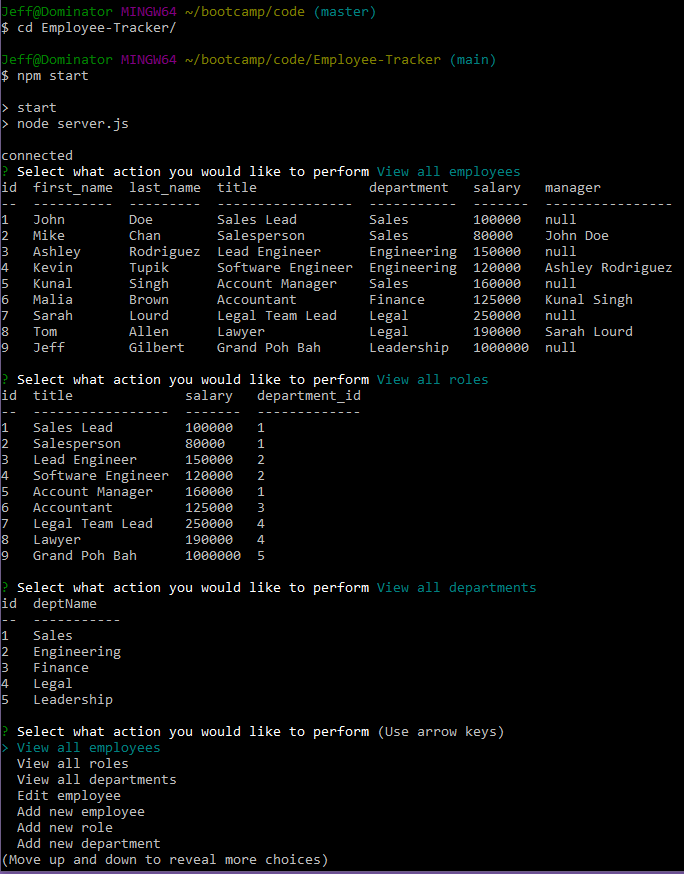 Jeff@Dominator MINGW64 ~/bootcamp/code (master)
$ cd Employee-Tracker/

Jeff@Dominator MINGW64 ~/bootcamp/code/Employee-Tracker (main)
$ npm start

> start
> node server.js

connected
? Select what action you would like to perform View all employees
id  first_name  last_name  title              department   salary   manager
--  ----------  ---------  -----------------  -----------  -------  ----------------
1   John        Doe        Sales Lead         Sales        100000   null
2   Mike        Chan       Salesperson        Sales        80000    John Doe
3   Ashley      Rodriguez  Lead Engineer      Engineering  150000   null
4   Kevin       Tupik      Software Engineer  Engineering  120000   Ashley Rodriguez
5   Kunal       Singh      Account Manager    Sales        160000   null
6   Malia       Brown      Accountant         Finance      125000   Kunal Singh
7   Sarah       Lourd      Legal Team Lead    Legal        250000   null
8   Tom         Allen      Lawyer             Legal        190000   Sarah Lourd
9   Jeff        Gilbert    Grand Poh Bah      Leadership   1000000  null

? Select what action you would like to perform View all roles
id  title              salary   department_id
--  -----------------  -------  -------------
1   Sales Lead         100000   1
2   Salesperson        80000    1
3   Lead Engineer      150000   2
4   Software Engineer  120000   2
5   Account Manager    160000   1
6   Accountant         125000   3
7   Legal Team Lead    250000   4
8   Lawyer             190000   4
9   Grand Poh Bah      1000000  5

? Select what action you would like to perform View all departments
id  deptName
--  -----------
1   Sales
2   Engineering
3   Finance
4   Legal
5   Leadership

? Select what action you would like to perform (Use arrow keys)
> View all employees
  View all roles
  View all departments
  Edit employee
  Add new employee
  Add new role
  Add new department
(Move up and down to reveal more choices)